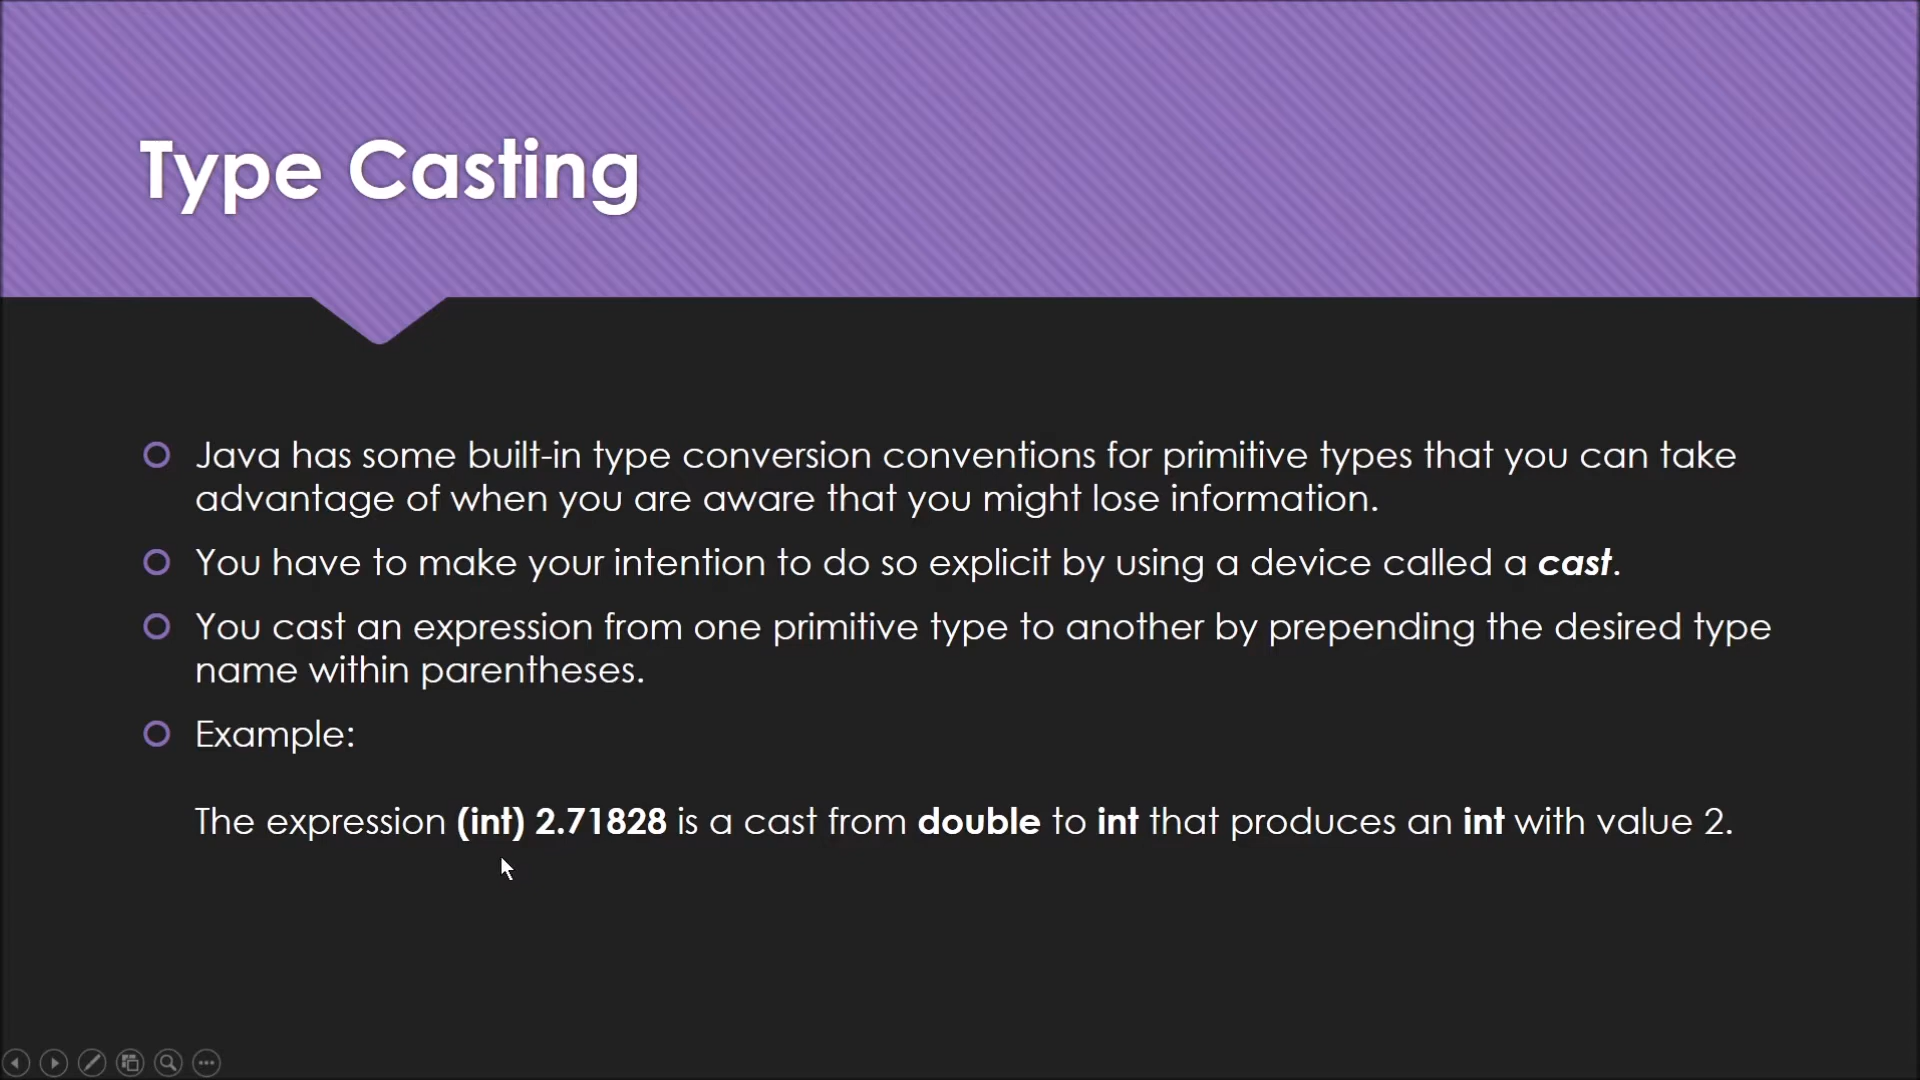 Type Casting
Java has some built-in type conversion conventions for primitive types that you can take
advantage of when you are aware that you might lose information.
You have to make your intention to do so explicit by using a device called a cast.
You cast an expression from one primitive type to another by prepending the desired type
name within parentheses.
Example:
The expression (int) 2.71828 is a cast from double to int that produces an int with value 2.